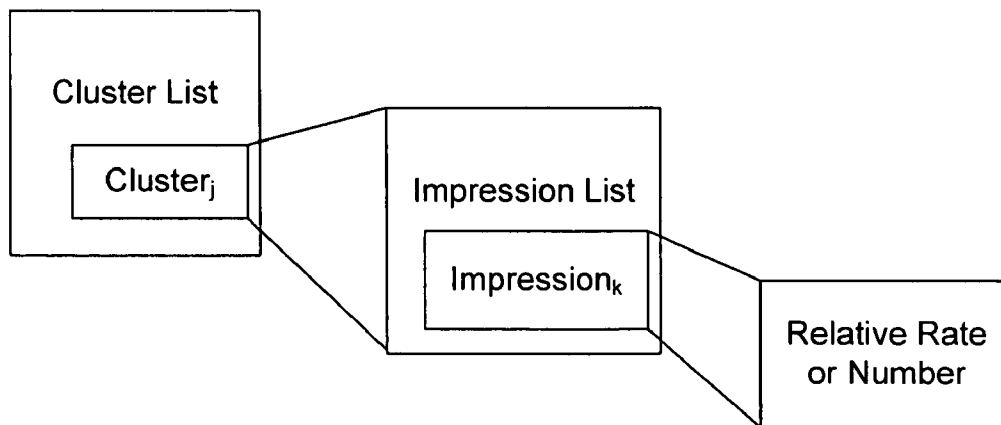 Cluster List
Clusterⱼ
Impression List
Impressionₖ
Relative Rate
or Number